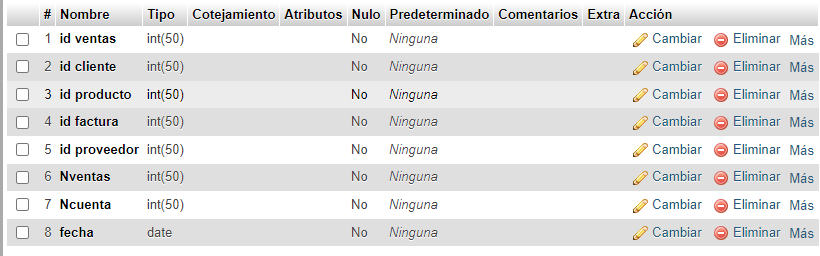 # Nombre Tipo Cotejamiento Atributos Nulo Predeterminado Comentarios Extra Acción
1 id ventas int(50) No Ninguna Cambiar Eliminar Más
2 id cliente int(50) No Ninguna Cambiar Eliminar Más
3 id producto int(50) No Ninguna Cambiar Eliminar Más
4 id factura int(50) No Ninguna Cambiar Eliminar Más
5 id proveedor int(50) No Ninguna Cambiar Eliminar Más
6 Nventas int(50) No Ninguna Cambiar Eliminar Más
7 Ncuenta int(50) No Ninguna Cambiar Eliminar Más
8 fecha date No Ninguna Cambiar Eliminar Más